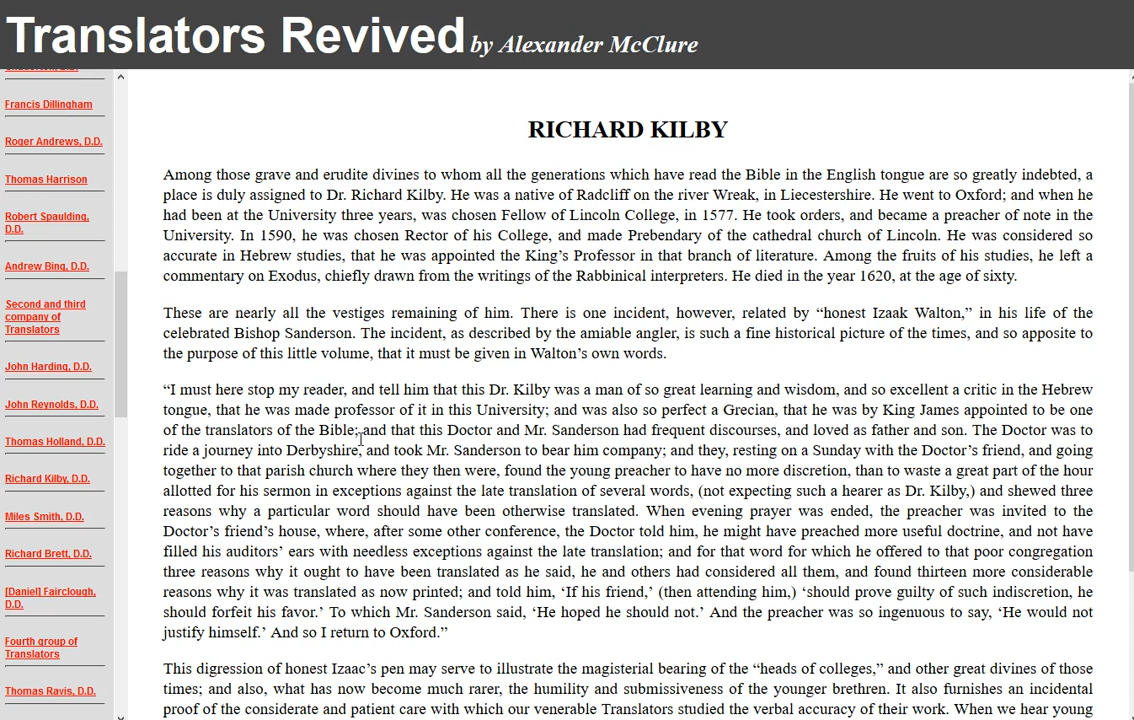 Translators Revived by Alexander McClure
Francis Dillingham
Roger Andrews, D.D.
Thomas Harrison
Robert Spaulding,
D.D.
Andrew Bing, D.D.
Second and third
company of
Translators
John Harding, D.D.
John Reynolds, D.D.
Thomas Holland, D.D.
Richard Kilby, D.D.
Miles Smith, D.D.
Richard Brett, D.D.
[Daniel] Fairclough,
D.D.
Fourth group of
Translators
Thomas Ravis, D.D.
RICHARD KILBY
Among those grave and erudite divines to whom all the generations which have read the Bible in the English tongue are so greatly indebted, a
place is duly assigned to Dr. Richard Kilby. He was a native of Radcliff on the river Wreak, in Liecestershire. He went to Oxford; and when he
had been at the University three years, was chosen Fellow of Lincoln College, in 1577. He took orders, and became a preacher of note in the
University. In 1590, he was chosen Rector of his College, and made Prebendary of the cathedral church of Lincoln. He was considered so
accurate in Hebrew studies, that he was appointed the King’s Professor in that branch of literature. Among the fruits of his studies, he left a
commentary on Exodus, chiefly drawn from the writings of the Rabbinical interpreters. He died in the year 1620, at the age of sixty.
These are nearly all the vestiges remaining of him. There is one incident, however, related by “honest Izaak Walton,” in his life of the
celebrated Bishop Sanderson. The incident, as described by the amiable angler, is such a fine historical picture of the times, and so apposite to
the purpose of this little volume, that it must be given in Walton’s own words.
“I must here stop my reader, and tell him that this Dr. Kilby was a man of so great learning and wisdom, and so excellent a critic in the Hebrew
tongue, that he was made professor of it in this University; and was also so perfect a Grecian, that he was by King James appointed to be one
of the translators of the Bible; and that this Doctor and Mr. Sanderson had frequent discourses, and loved as father and son. The Doctor was to
ride a journey into Derbyshire, and took Mr. Sanderson to bear him company; and they, resting on a Sunday with the Doctor’s friend, and going
together to that parish church where they then were, found the young preacher to have no more discretion, than to waste a great part of the hour
allotted for his sermon in exceptions against the late translation of several words, (not expecting such a hearer as Dr. Kilby,) and shewed three
reasons why a particular word should have been otherwise translated. When evening prayer was ended, the preacher was invited to the
Doctor’s friend’s house, where, after some other conference, the Doctor told him, he might have preached more useful doctrine, and not have
filled his auditors’ ears with needless exceptions against the late translation; and for that word for which he offered to that poor congregation
three reasons why it ought to have been translated as he said, he and others had considered all them, and found thirteen more considerable
reasons why it was translated as now printed; and told him, ‘If his friend,’ (then attending him,) ‘should prove guilty of such indiscretion, he
should forfeit his favor.’ To which Mr. Sanderson said, ‘He hoped he should not.’ And the preacher was so ingenuous to say, ‘He would not
justify himself.’ And so I return to Oxford.”
This digression of honest Izaac’s pen may serve to illustrate the magisterial bearing of the “heads of colleges,” and other great divines of those
times; and also, what has now become much rarer, the humility and submissiveness of the younger brethren. It also furnishes an incidental
proof of the considerate and patient care with which our venerable Translators studied the verbal accuracy of their work. When we hear young